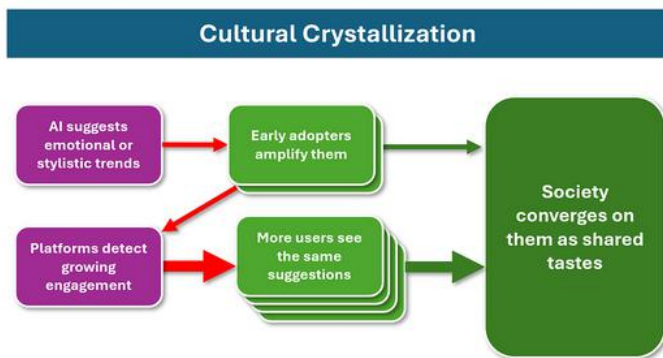 Cultural Crystallization
AI suggests
emotional or
stylistic trends
Early adopters
amplify them
Platforms detect
growing
engagement
More users see
the same
suggestions
Society
converges on
them as shared
tastes